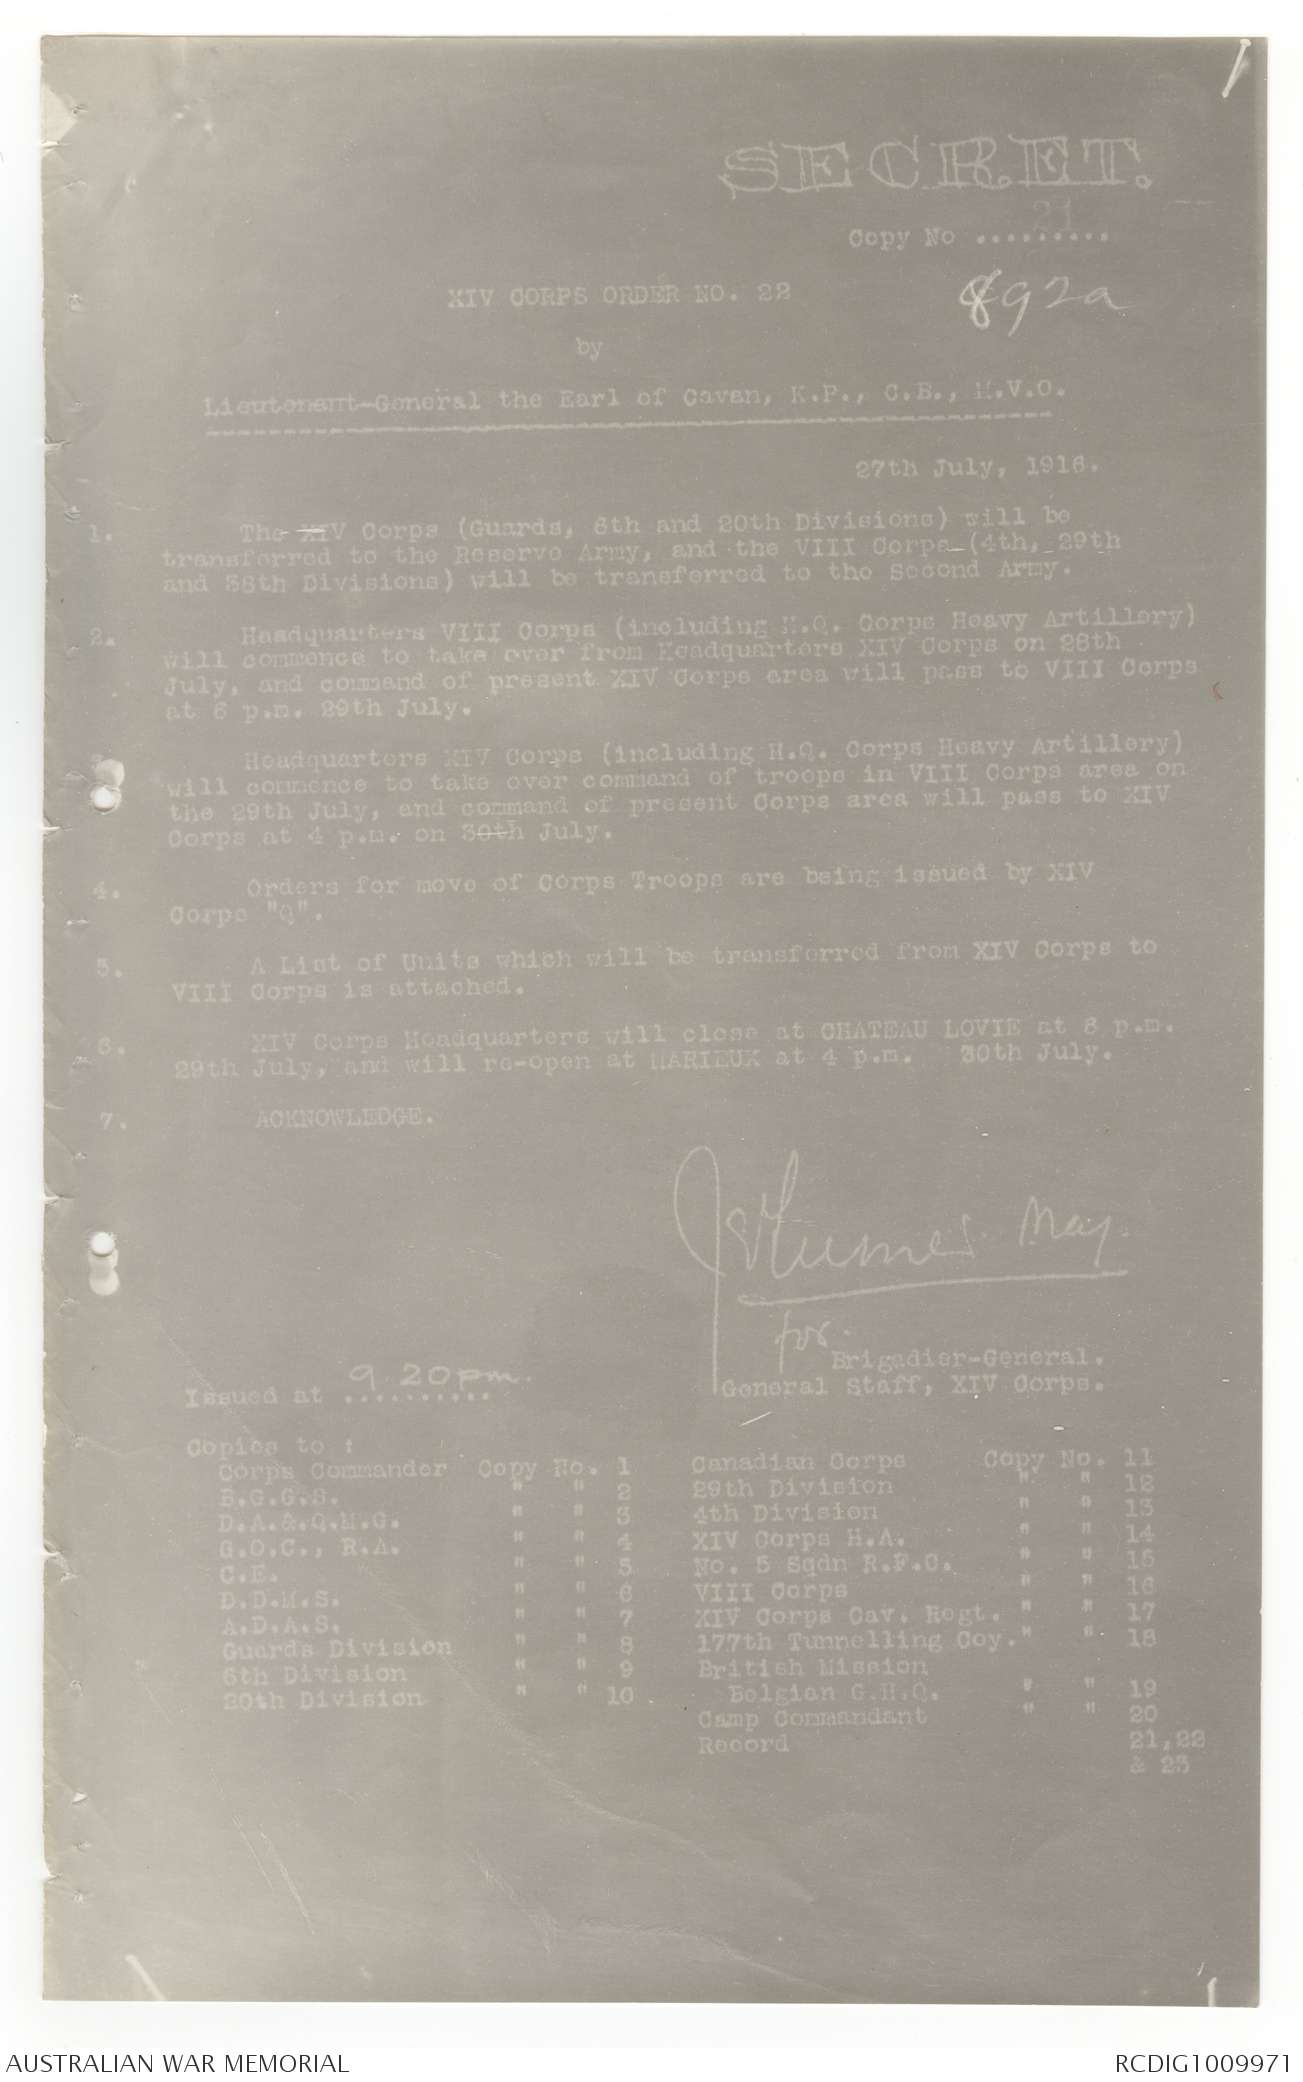 SECRET.
Copy No 21
892a
XIV CORPS ORDER NO. 22
by
Lieutenant-General the Earl of Cavan, K.P., C.B., M.V.O.
27th July, 1916.
1. The XIV Corps (Guards, 6th and 20th Divisions) will be
transferred to the Reserve Army, and the VIII Corps (4th, 29th
and 38th Divisions) will be transferred to the Second Army.
2. Headquarters VIII Corps (including H.Q. Corps Heavy Artillery)
will commence to take over from Headquarters XIV Corps on 28th
July, and command of present XIV Corps area will pass to VIII Corps
at 6 p.m. 29th July.
3. Headquarters XIV Corps (including H.Q. Corps Heavy Artillery)
will commence to take over command of troops in VIII Corps area on
the 29th July, and command of present Corps area will pass to XIV
Corps at 4 p.m. on 30th July.
4. Orders for move of Corps Troops are being issued by XIV
Corps "Q".
5. A List of Units which will be transferred from XIV Corps to
VIII Corps is attached.
6. XIV Corps Headquarters will close at CHATEAU LOVIE at 6 p.m.
29th July, and will re-open at MARIEUX at 4 p.m. 30th July.
7. ACKNOWLEDGE.
Maj.
for
Brigadier-General.
General Staff, XIV Corps.
Issued at 9.20pm.
Copies to :
Corps Commander Copy No. 1 Canadian Corps Copy No. 11
B.G.G.S. " " 2 29th Division " " 12
D.A.&.Q.M.G. " " 3 4th Division " " 13
G.O.C., R.A. " " 4 XIV Corps H.A. " " 14
C.E. " " 5 No. 5 Sqdn R.F.C. " " 15
D.D.M.S. " " 6 VIII Corps " " 16
A.D.A.S. " " 7 XIV Corps Cav. Regt. " " 17
Guards Division " " 8 177th Tunnelling Coy. " " 18
6th Division " " 9 British Mission
20th Division " " 10 Belgian G.H.Q. " " 19
Camp Commandant " " 20
Record 21,22
& 23
AUSTRALIAN WAR MEMORIAL RCDIG1009971